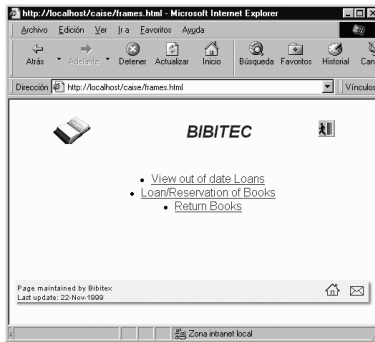 http://localhost/caise/frames.html - Microsoft Internet Explorer
Archivo Edición Ver Ir a Favoritos Ayuda
Atrás Adelante Detener Actualizar Inicio Búsqueda Favoritos Historial Can
Dirección http://localhost/caise/frames.html Vínculos
BIBITEC
View out of date Loans
Loan/Reservation of Books
Return Books
Page maintained by Bibitex
Last update: 22-Nov-1999
Zona intranet local